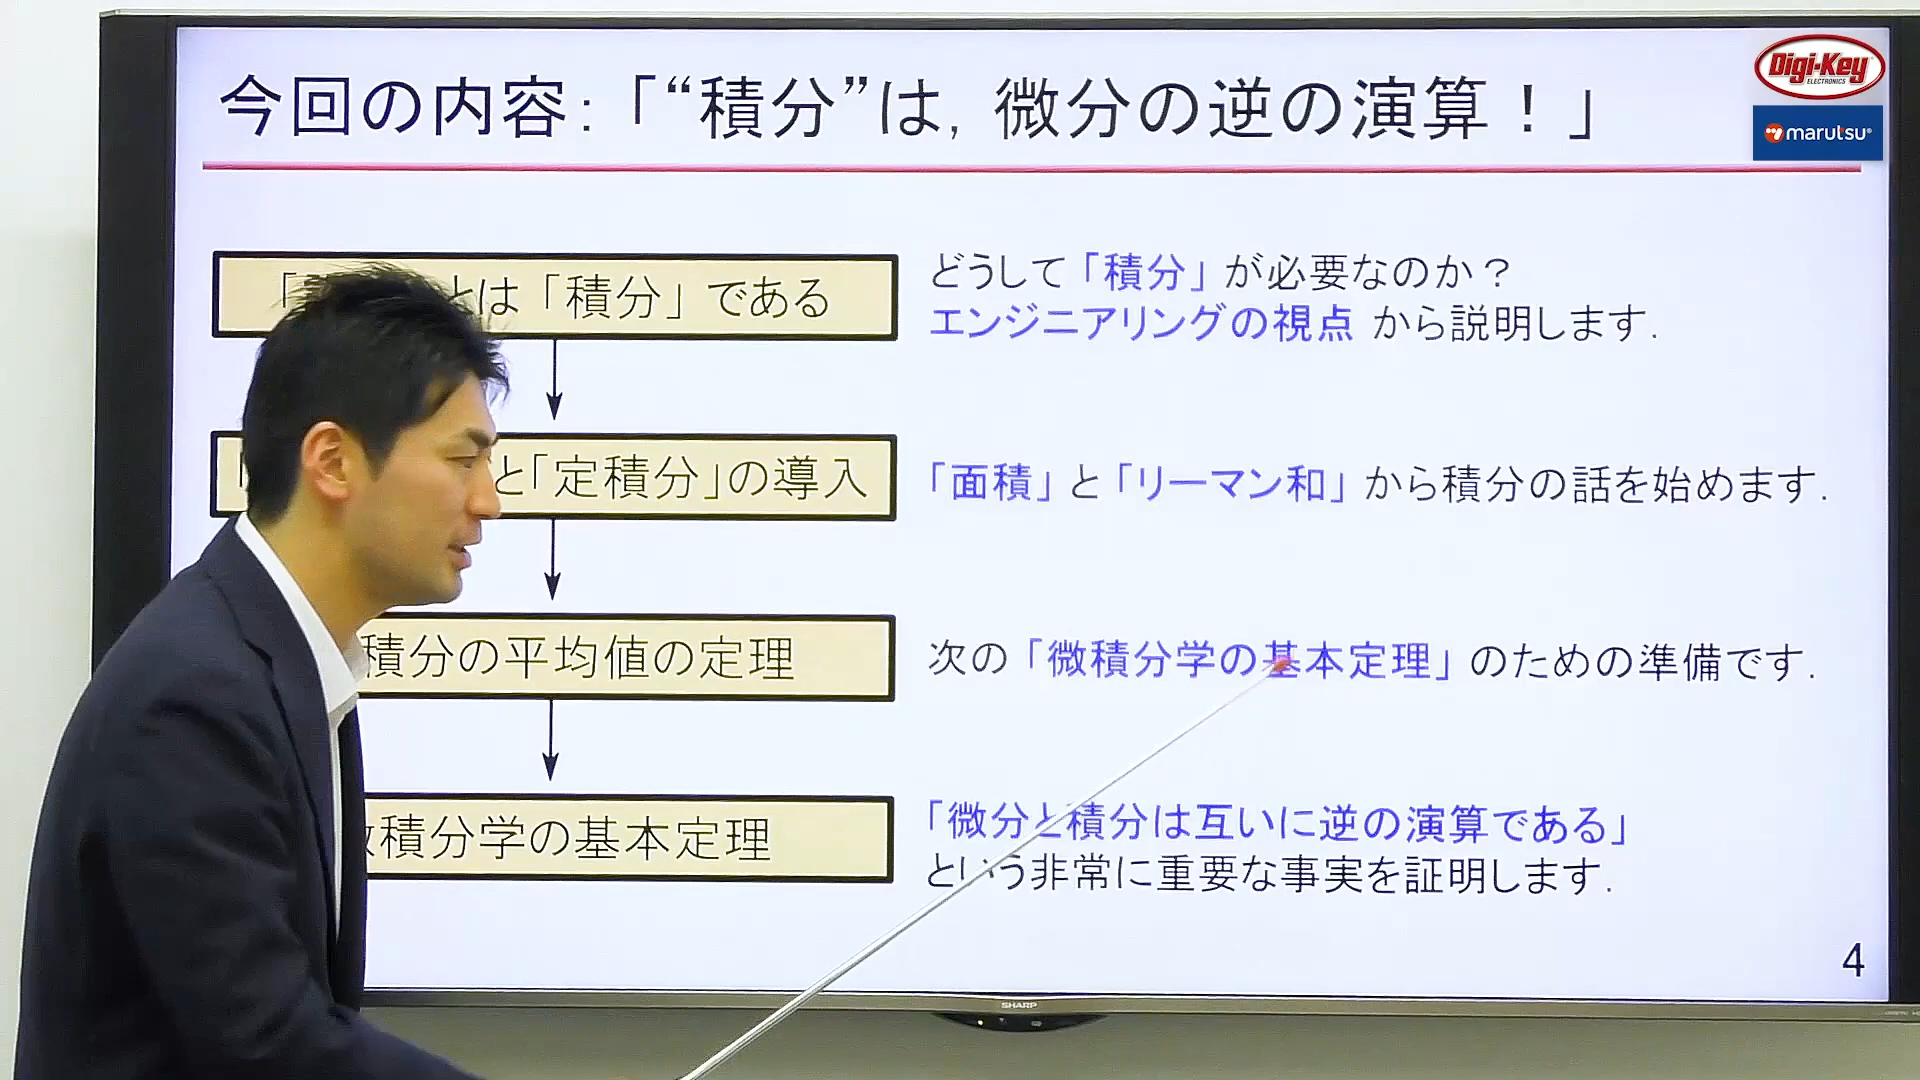 今回の内容：「“積分”は，微分の逆の演算！」
Digi-Key
ELECTRONICS
marutsu
とは「積分」である
どうして「積分」が必要なのか？
エンジニアリングの視点 から説明します．
と「定積分」の導入
「面積」と「リーマン和」から積分の話を始めます．
積分の平均値の定理
次の「微積分学の基本定理」のための準備です．
積分学の基本定理
「微分と積分は互いに逆の演算である」
という非常に重要な事実を証明します．
4
SHARP